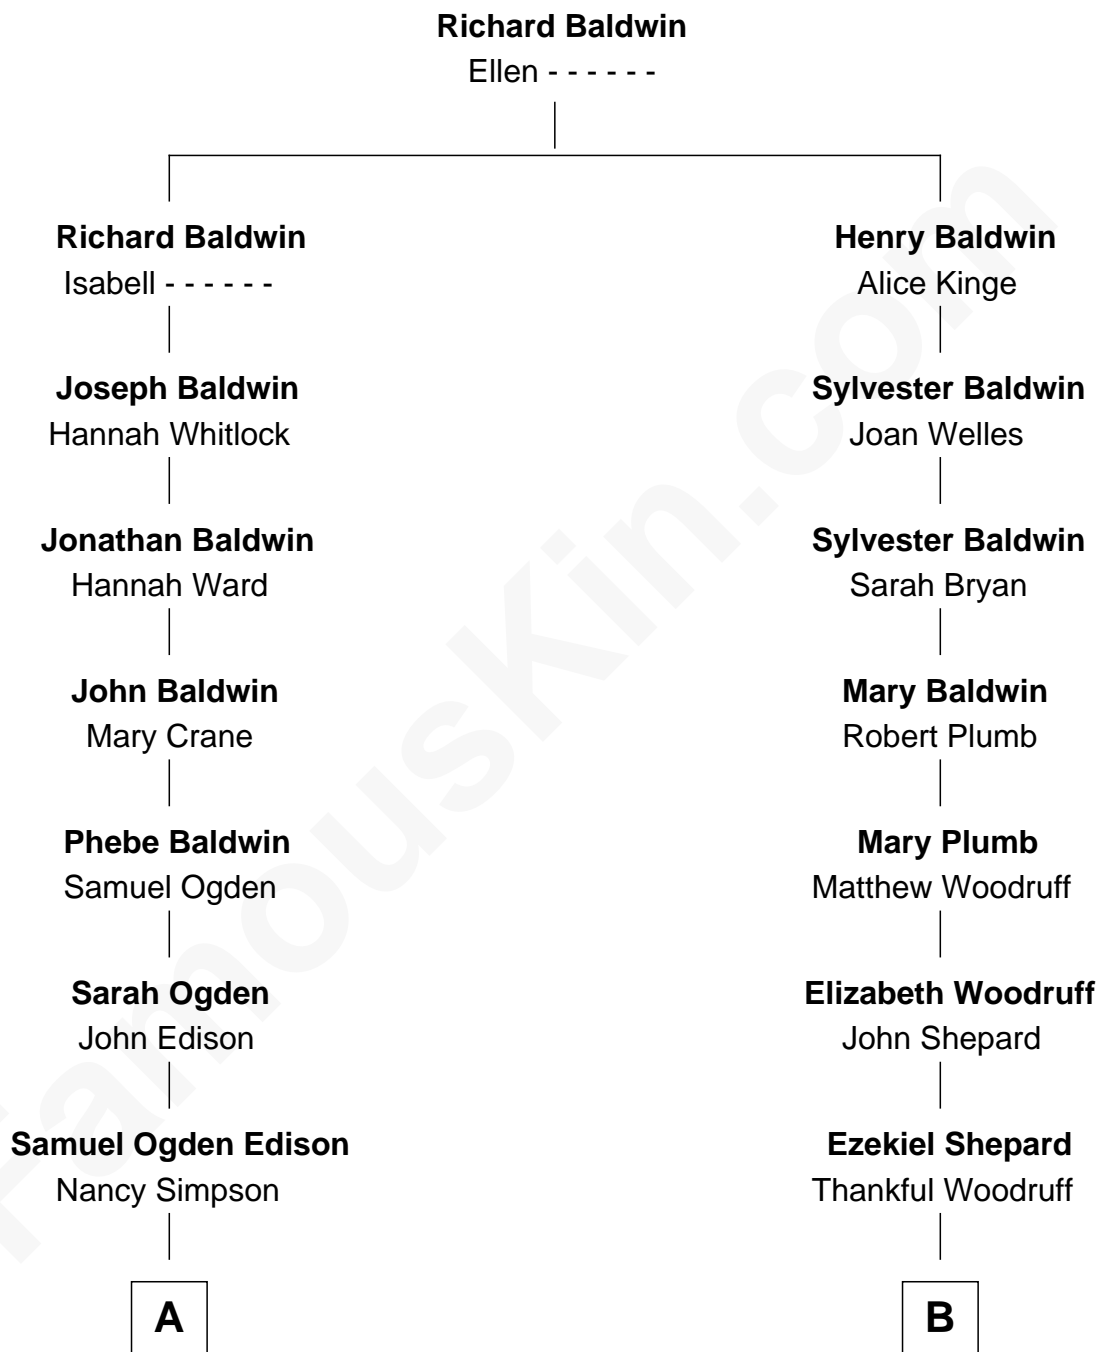 Richard Baldwin
Ellen - - - - - -
Richard Baldwin
Isabell - - - - - -
Henry Baldwin
Alice Kinge
Joseph Baldwin
Hannah Whitlock
Sylvester Baldwin
Joan Welles
Jonathan Baldwin
Hannah Ward
Sylvester Baldwin
Sarah Bryan
John Baldwin
Mary Crane
Mary Baldwin
Robert Plumb
Phebe Baldwin
Samuel Ogden
Mary Plumb
Matthew Woodruff
Sarah Ogden
John Edison
Elizabeth Woodruff
John Shepard
Samuel Ogden Edison
Nancy Simpson
Ezekiel Shepard
Thankful Woodruff
A
B
FamousKin.com